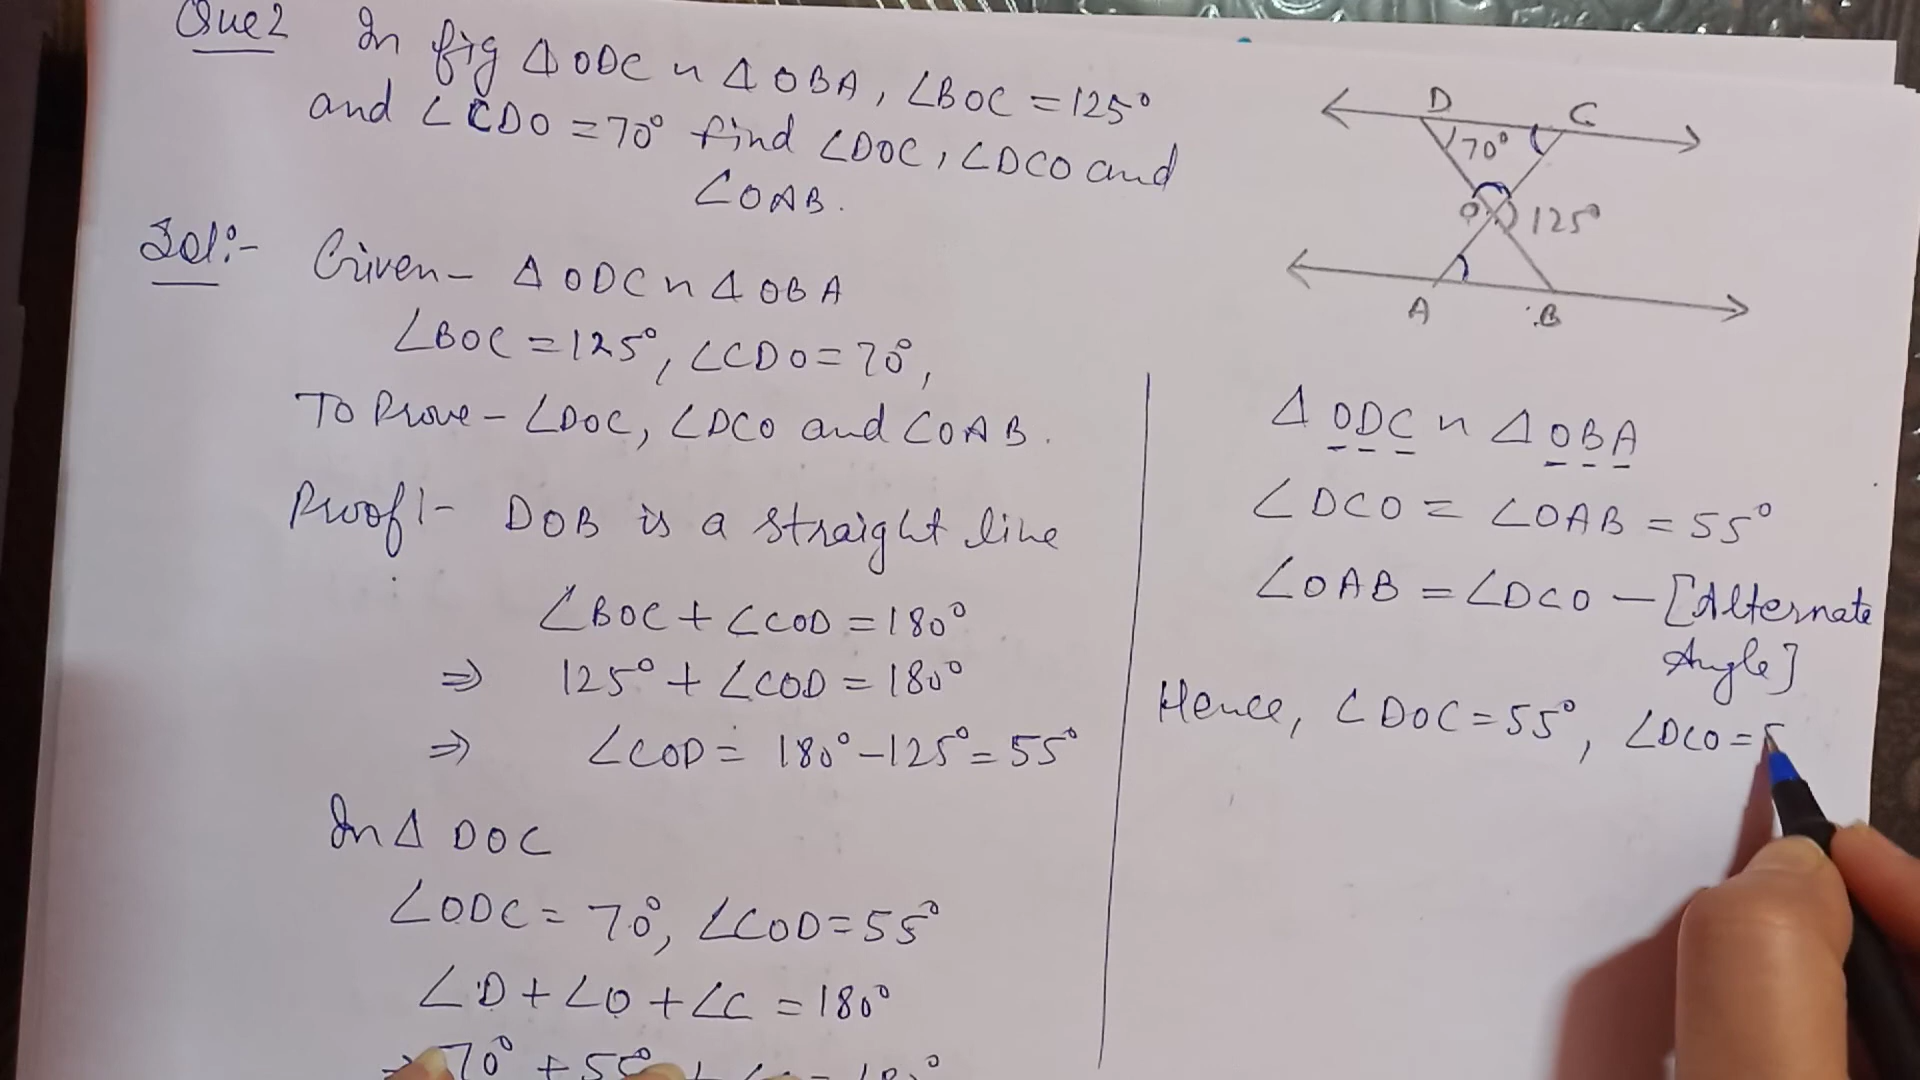 Que2 In fig Δ ODC ~ Δ OBA, ∠BOC = 125°
and ∠CDO = 70° find ∠DOC, ∠DCO and
∠OAB.
Sol:- Given - Δ ODC ~ Δ OBA
∠BOC = 125°, ∠CDO = 70°,
To Prove - ∠DOC, ∠DCO and ∠OAB.
Proof:- DOB is a straight line
∠BOC + ∠COD = 180°
⇒ 125° + ∠COD = 180°
⇒ ∠COD = 180° - 125° = 55°
In Δ DOC
∠ODC = 70°, ∠COD = 55°
∠D + ∠O + ∠C = 180°
70° + 55°
D C
70°
O 125°
A B
Δ ODC ~ Δ OBA
∠DCO = ∠OAB = 55°
∠OAB = ∠DCO - [Alternate
Angle]
Hence, ∠DOC = 55°, ∠DCO = 5